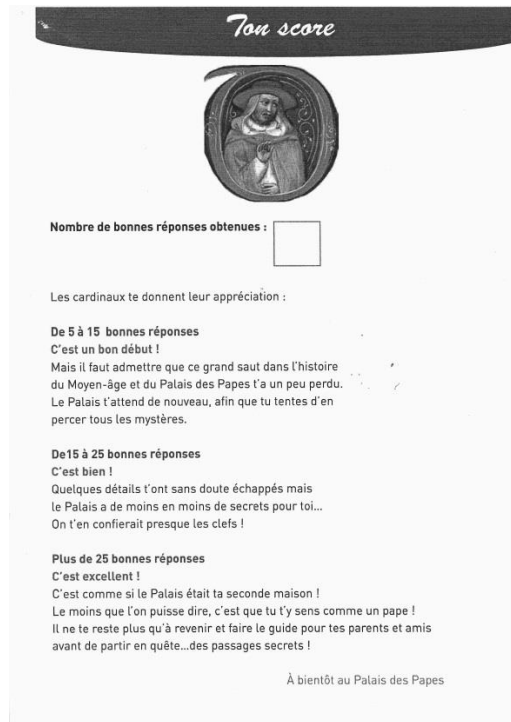 Ton score
Nombre de bonnes réponses obtenues :
Les cardinaux te donnent leur appréciation :
De 5 à 15 bonnes réponses
C'est un bon début !
Mais il faut admettre que ce grand saut dans l'histoire
du Moyen-âge et du Palais des Papes t'a un peu perdu.
Le Palais t'attend de nouveau, afin que tu tentes d'en
percer tous les mystères.
De15 à 25 bonnes réponses
C'est bien !
Quelques détails t'ont sans doute échappés mais
le Palais a de moins en moins de secrets pour toi...
On t'en confierait presque les clefs !
Plus de 25 bonnes réponses
C'est excellent !
C'est comme si le Palais était ta seconde maison !
Le moins que l'on puisse dire, c'est que tu t'y sens comme un pape !
Il ne te reste plus qu'à revenir et faire le guide pour tes parents et amis
avant de partir en quête...des passages secrets !
À bientôt au Palais des Papes